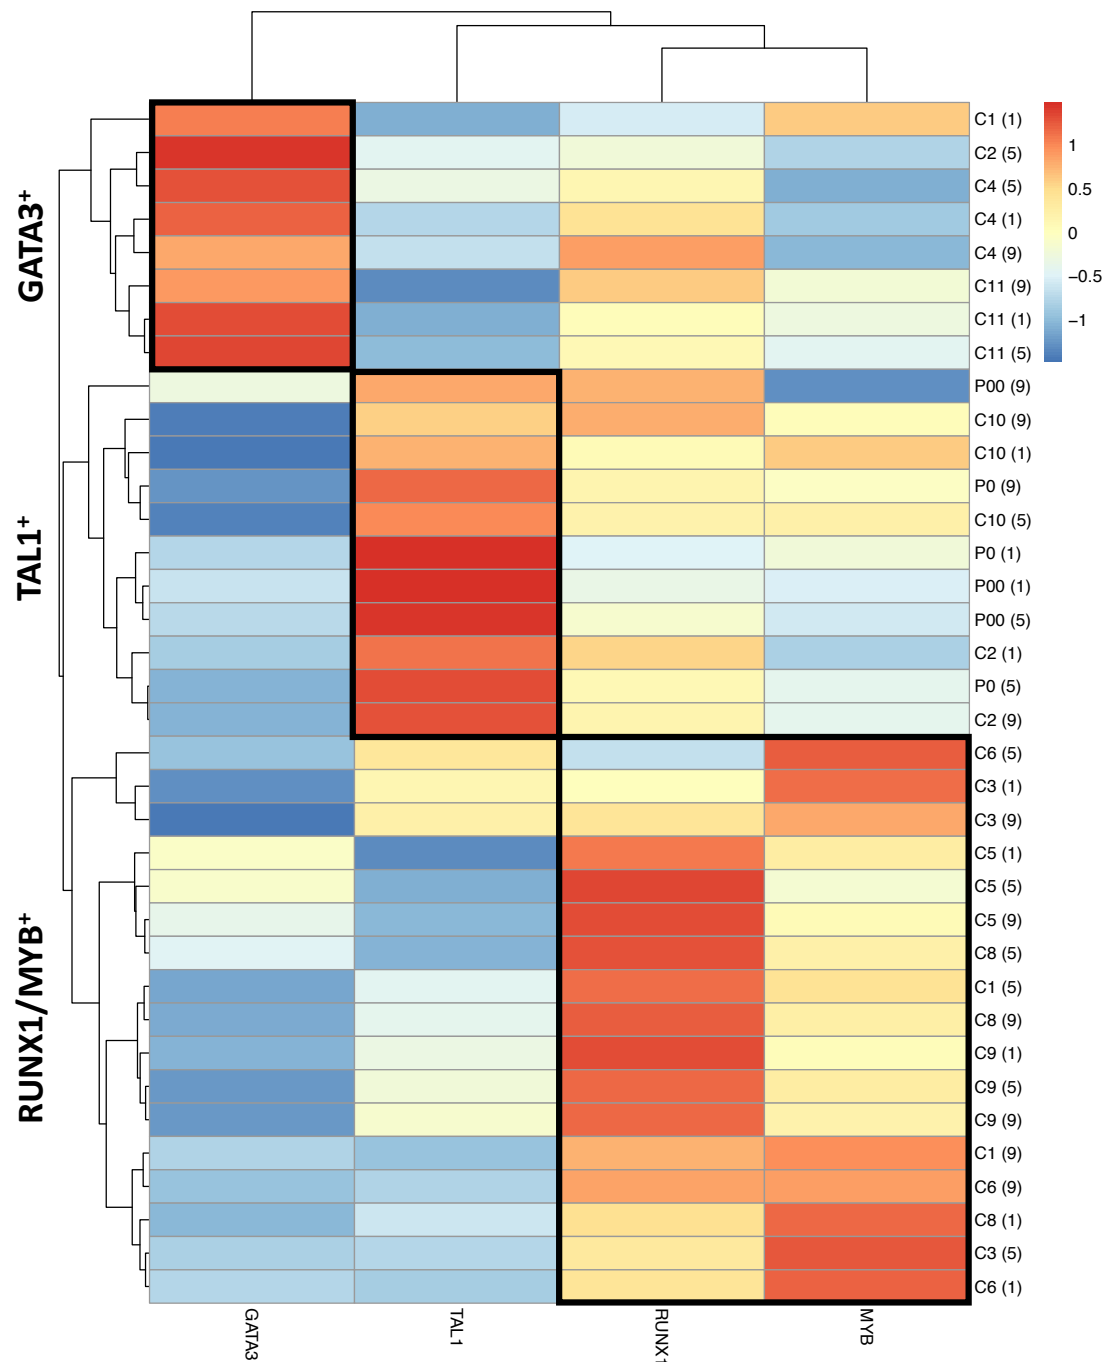 GATA3+
TAL1+
RUNX1/MYB+
C1 (1)
C2 (5)
C4 (5)
C4 (1)
C4 (9)
C11 (9)
C11 (1)
C11 (5)
P00 (9)
C10 (9)
C10 (1)
P0 (9)
C10 (5)
P0 (1)
P00 (1)
P00 (5)
C2 (1)
P0 (5)
C2 (9)
C6 (5)
C3 (1)
C3 (9)
C5 (1)
C5 (5)
C5 (9)
C8 (5)
C1 (5)
C8 (9)
C9 (1)
C9 (5)
C9 (9)
C1 (9)
C6 (9)
C8 (1)
C3 (5)
C6 (1)
1
0.5
0
−0.5
−1
GATA3
TAL1
RUNX1
MYB